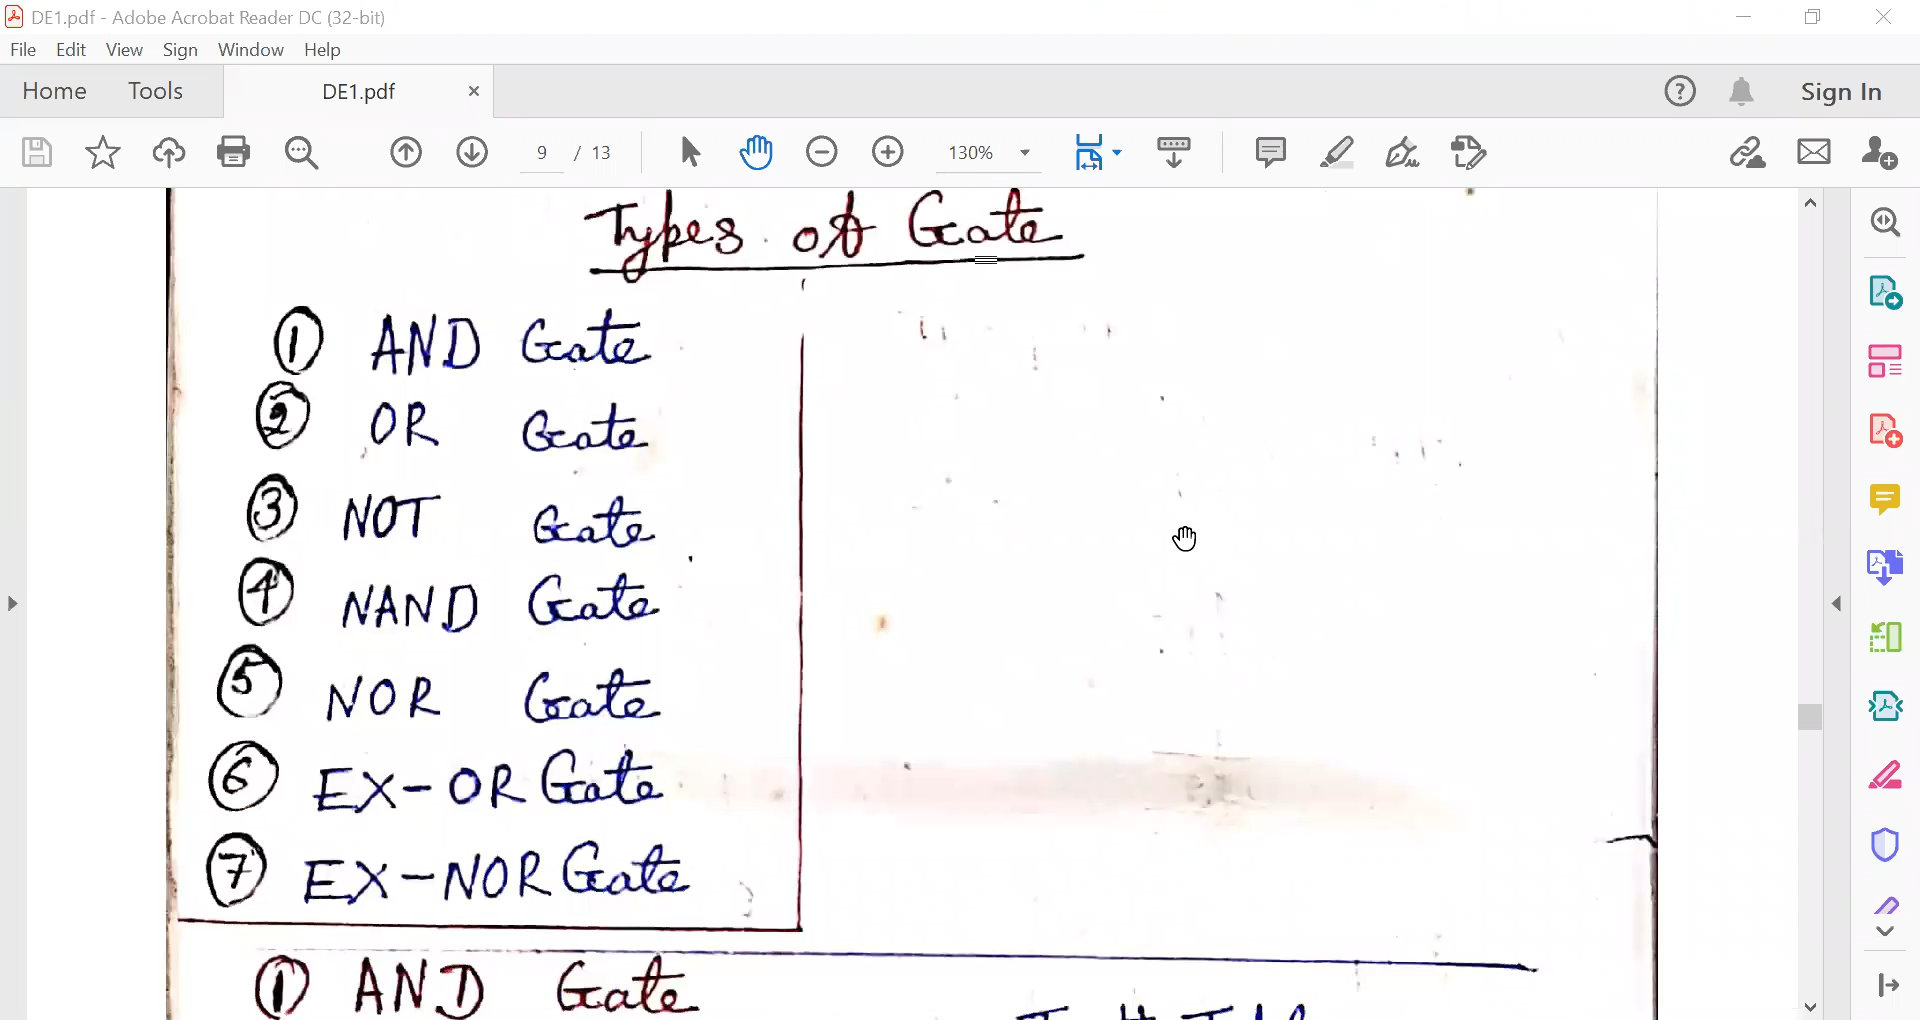 DE1.pdf - Adobe Acrobat Reader DC (32-bit)
File Edit View Sign Window Help
Home Tools DE1.pdf Sign In
9 / 13 130%
Types of Gate
① AND Gate
② OR Gate
③ NOT Gate
④ NAND Gate
⑤ NOR Gate
⑥ EX-OR Gate
⑦ EX-NOR Gate
① AND Gate